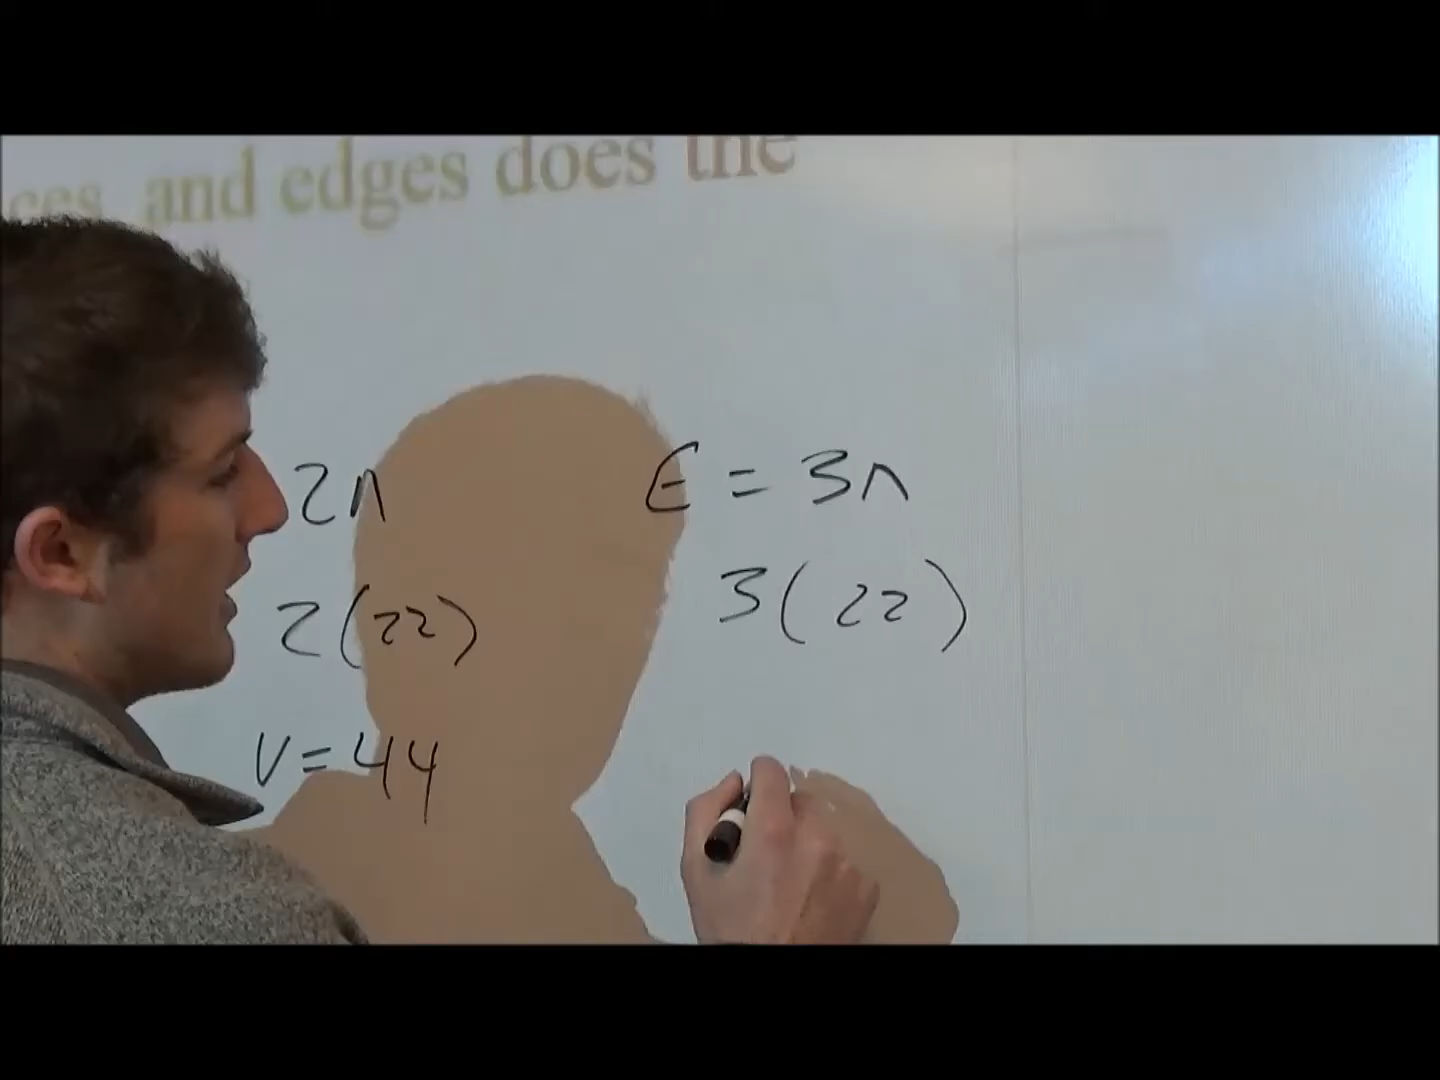 and edges does the
2n
E = 3n
2(22)
3(22)
V = 44